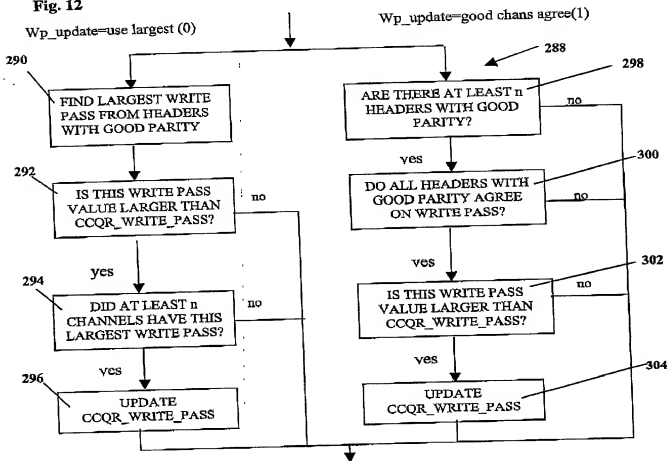 Fig. 12
Wp_update=use largest (0)
Wp_update=good chans agree(1)
288
290
FIND LARGEST WRITE
PASS FROM HEADERS
WITH GOOD PARITY
292
IS THIS WRITE PASS
VALUE LARGER THAN
CCQR_WRITE_PASS?
no
yes
294
DID AT LEAST n
CHANNELS HAVE THIS
LARGEST WRITE PASS?
no
yes
296
UPDATE
CCQR_WRITE_PASS
298
ARE THERE AT LEAST n
HEADERS WITH GOOD
PARITY?
no
yes
300
DO ALL HEADERS WITH
GOOD PARITY AGREE
ON WRITE PASS?
no
yes
302
IS THIS WRITE PASS
VALUE LARGER THAN
CCQR_WRITE_PASS?
no
yes
304
UPDATE
CCQR_WRITE_PASS